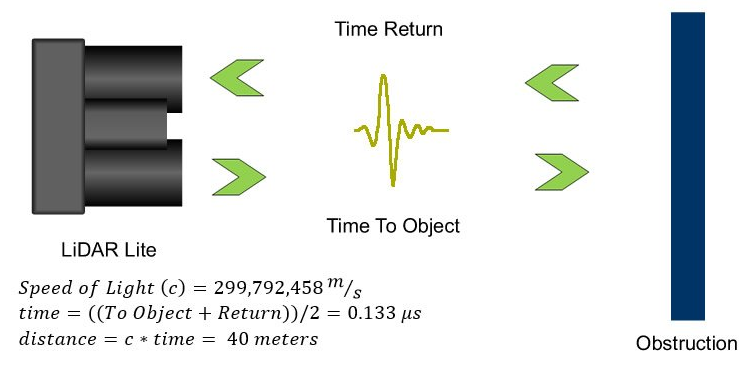 Time Return
Time To Object
LiDAR Lite
Speed of Light (c) = 299,792,458 m/s
time = ((To Object + Return))/2 = 0.133 μs
distance = c * time = 40 meters
Obstruction